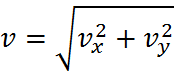 v = √(v_x^2 + v_y^2)